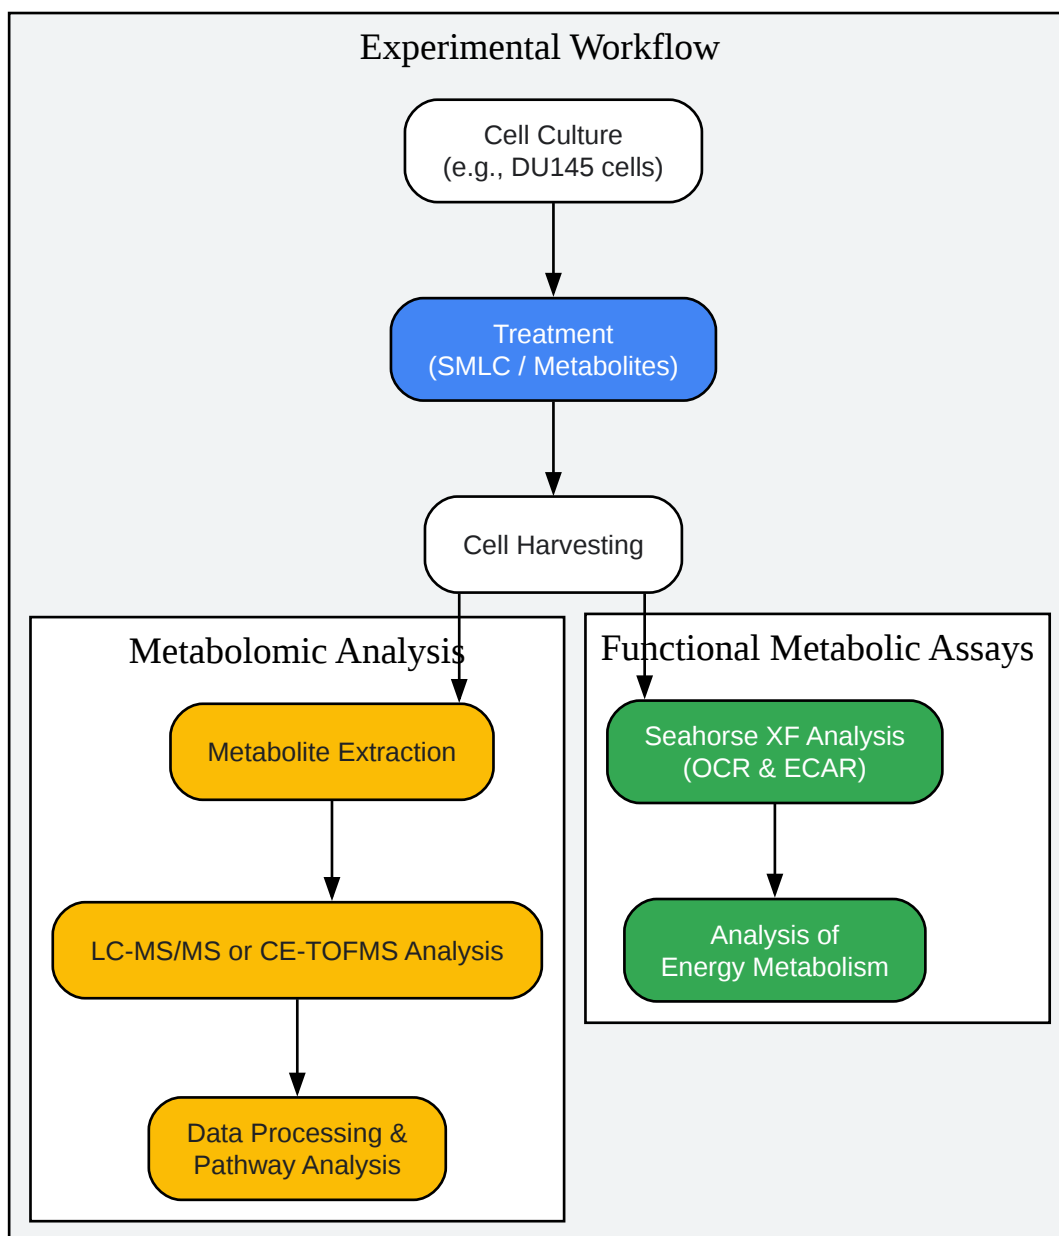 Experimental Workflow
Cell Culture
(e.g., DU145 cells)
Treatment
(SMLC / Metabolites)
Cell Harvesting
Metabolomic Analysis
Metabolite Extraction
LC-MS/MS or CE-TOFMS Analysis
Data Processing &
Pathway Analysis
Functional Metabolic Assays
Seahorse XF Analysis
(OCR & ECAR)
Analysis of
Energy Metabolism